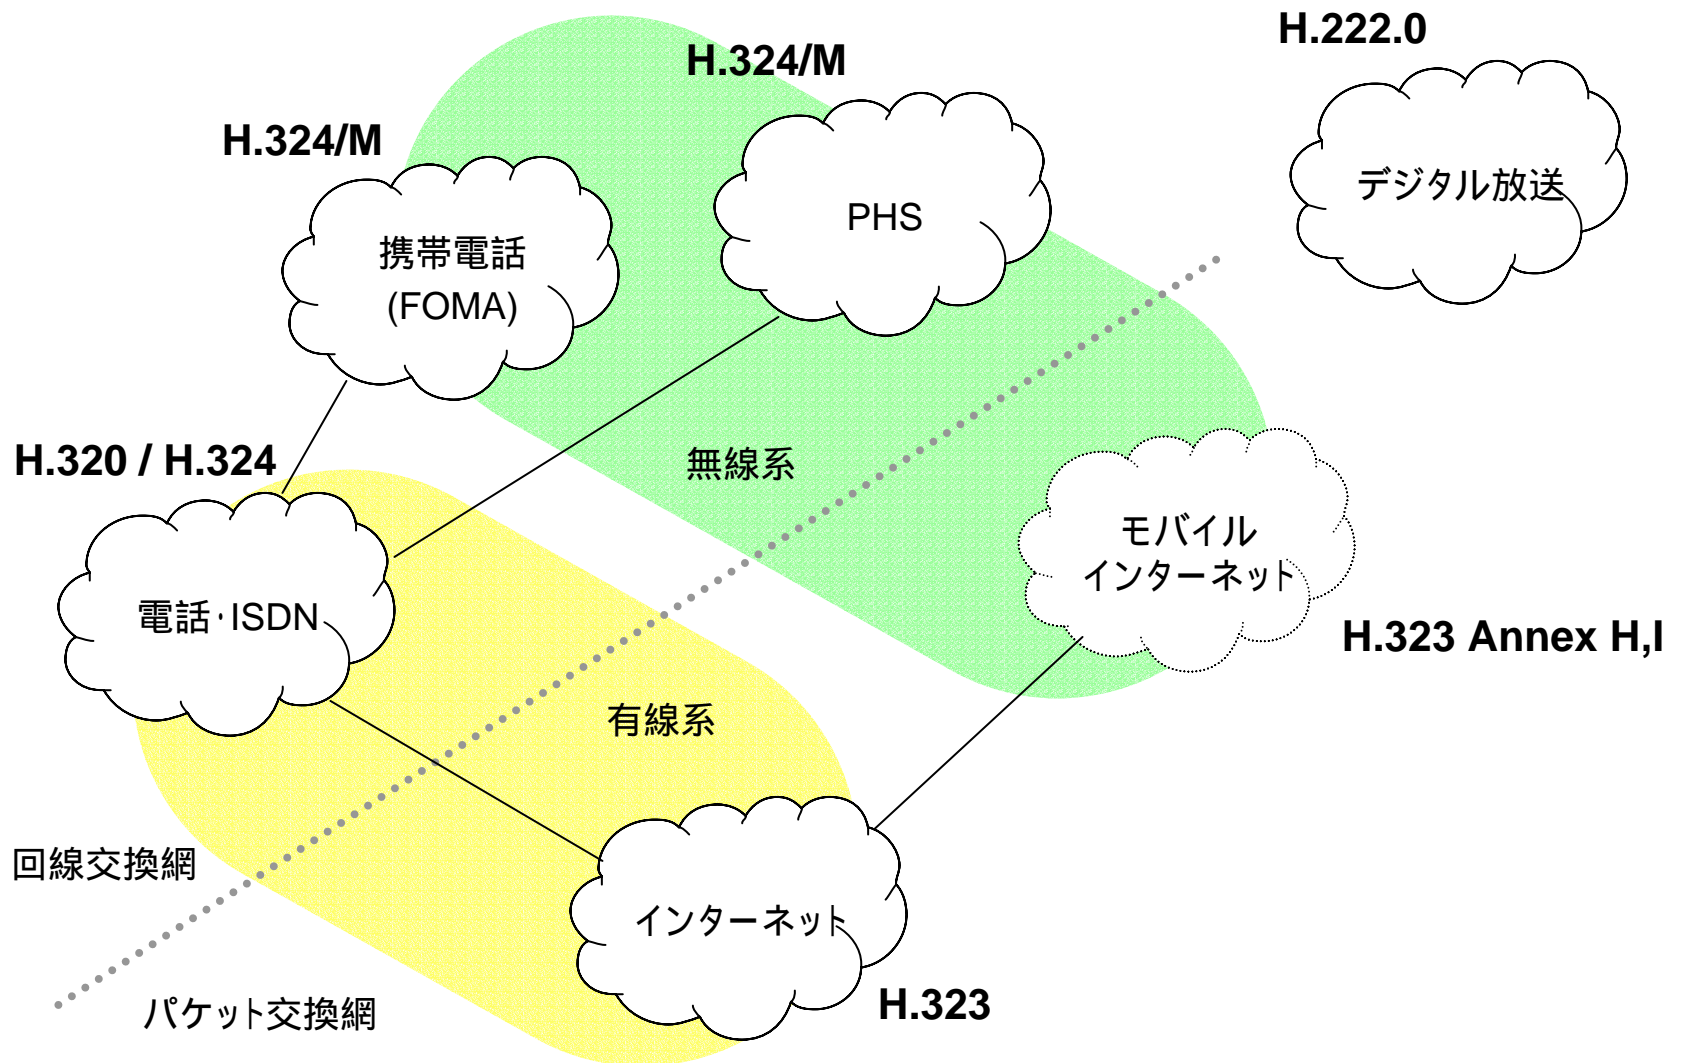 H.222.0
H.324/M
H.324/M
デジタル放送
PHS
携帯電話
(FOMA)
H.320 / H.324
無線系
モバイル
インターネット
電話・ISDN
H.323 Annex H,I
有線系
回線交換網
インターネット
H.323
パケット交換網